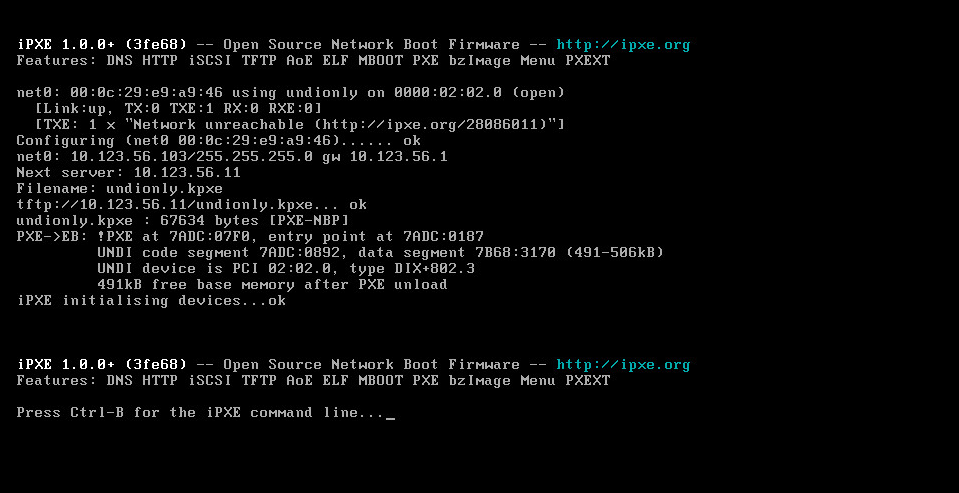 iPXE 1.0.0+ (3fe68) -- Open Source Network Boot Firmware -- http://ipxe.org
Features: DNS HTTP iSCSI TFTP AoE ELF MBOOT PXE bzImage Menu PXEXT
net0: 00:0c:29:e9:a9:46 using undionly on 0000:02:02.0 (open)
[Link:up, TX:0 TXE:1 RX:0 RXE:0]
[TXE: 1 x "Network unreachable (http://ipxe.org/28086011)"]
Configuring (net0 00:0c:29:e9:a9:46)...... ok
net0: 10.123.56.103/255.255.255.0 gw 10.123.56.1
Next server: 10.123.56.11
Filename: undionly.kpxe
tftp://10.123.56.11/undionly.kpxe... ok
undionly.kpxe : 67634 bytes [PXE-NBP]
PXE->EB: !PXE at 7ADC:07F0, entry point at 7ADC:0187
UNDI code segment 7ADC:0892, data segment 7B68:3170 (491-506kB)
UNDI device is PCI 02:02.0, type DIX+802.3
491kB free base memory after PXE unload
iPXE initialising devices...ok
iPXE 1.0.0+ (3fe68) -- Open Source Network Boot Firmware -- http://ipxe.org
Features: DNS HTTP iSCSI TFTP AoE ELF MBOOT PXE bzImage Menu PXEXT
Press Ctrl-B for the iPXE command line..._